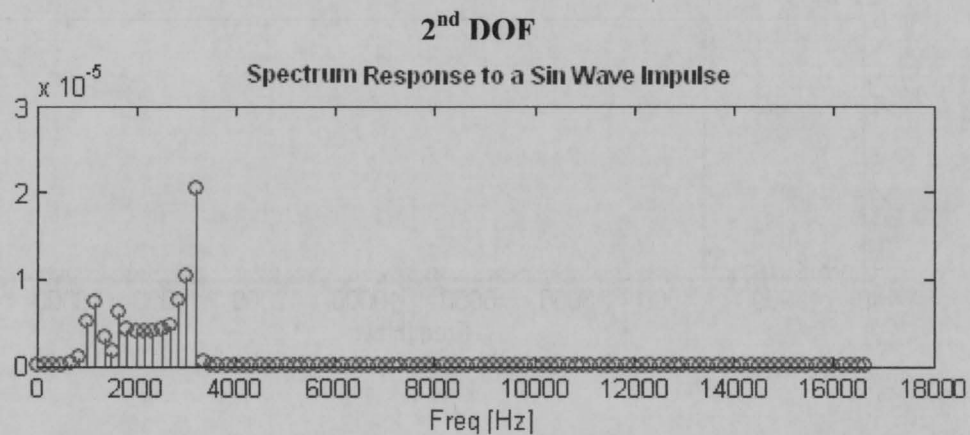 2nd DOF
Spectrum Response to a Sin Wave Impulse
x 10-5
3
2
1
0
0 2000 4000 6000 8000 10000 12000 14000 16000 18000
Freq [Hz]